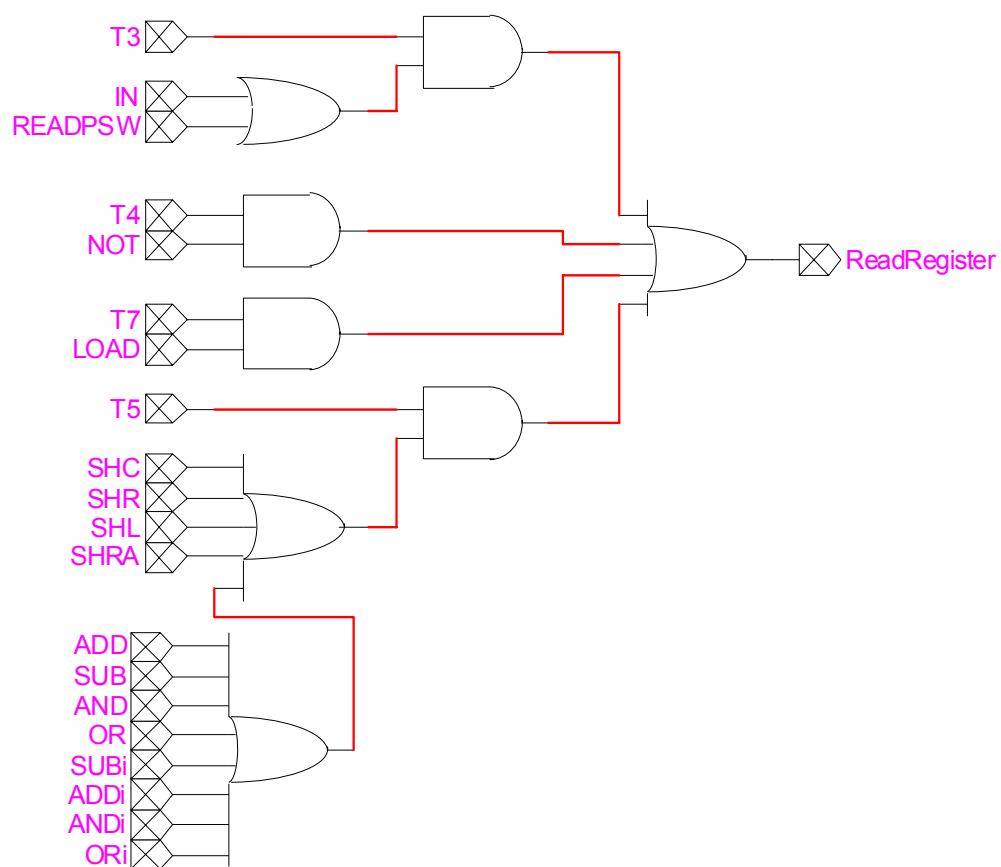 T3
IN
READPSW
T4
NOT
ReadRegister
T7
LOAD
T5
SHC
SHR
SHL
SHRA
ADD
SUB
AND
OR
SUBi
ADDi
ANDi
ORi